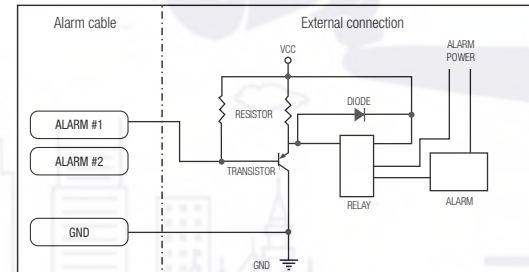 Alarm cable
External connection
VCC
ALARM
POWER
DIODE
RESISTOR
ALARM #1
ALARM #2
TRANSISTOR
RELAY
ALARM
GND
GND